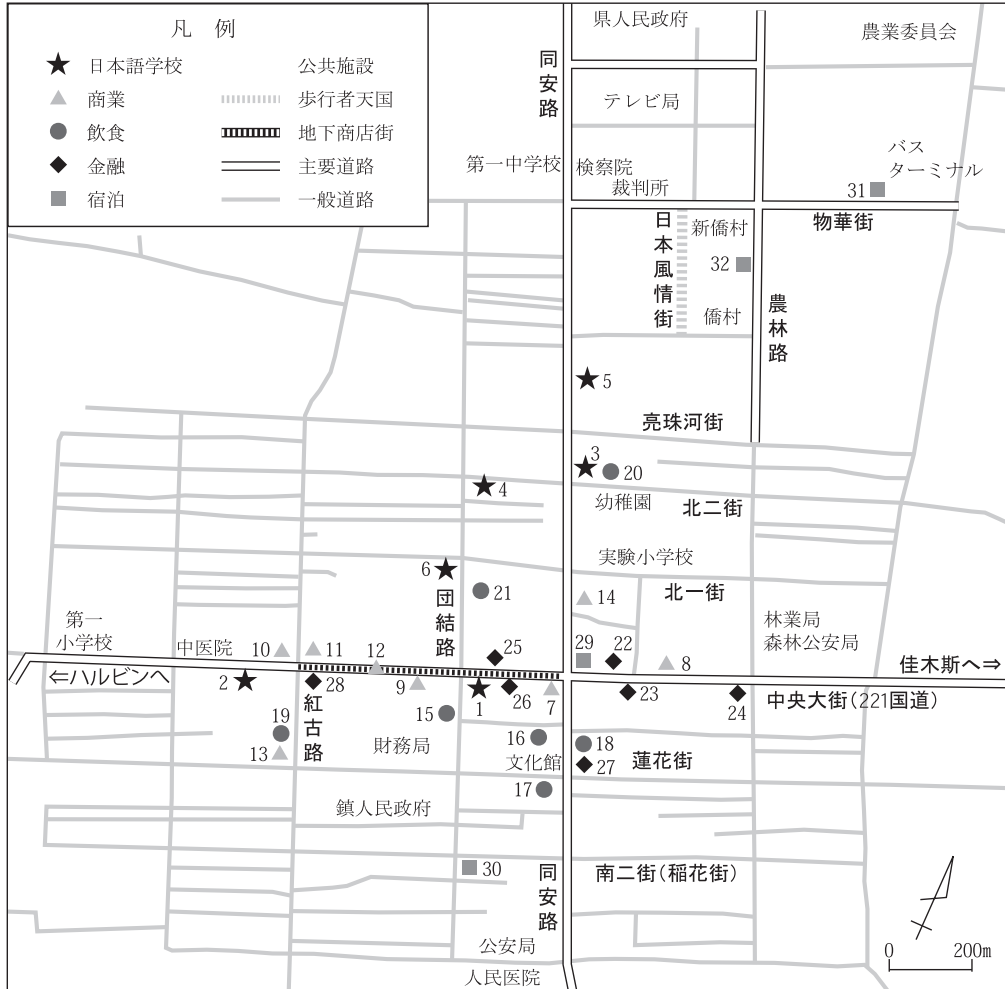 凡 例
日本語学校
公共施設
商業
歩行者天国
飲食
地下商店街
金融
主要道路
宿泊
一般道路
県人民政府
農業委員会
同安路
テレビ局
第一中学校
検察院
裁判所
バス
ターミナル
31
物華街
日本風情街
新僑村
32
僑村
農林路
5
亮珠河街
3
20
4
幼稚園
北二街
実験小学校
6
21
団結路
14
北一街
第一
小学校
中医院
10
11
12
25
29
22
8
林業局
森林公安局
⇐ハルビンへ
佳木斯へ⇒
2
28
9
1
26
7
23
24
中央大街(221国道)
紅古路
19
13
15
財務局
16
文化館
18
27
蓮花街
17
鎮人民政府
30
同安路
南二街(稲花街)
公安局
人民医院
0
200m